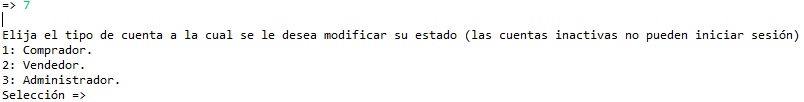 => 7
Elija el tipo de cuenta a la cual se le desea modificar su estado (las cuentas inactivas no pueden iniciar sesión)
1: Comprador.
2: Vendedor.
3: Administrador.
Selección =>